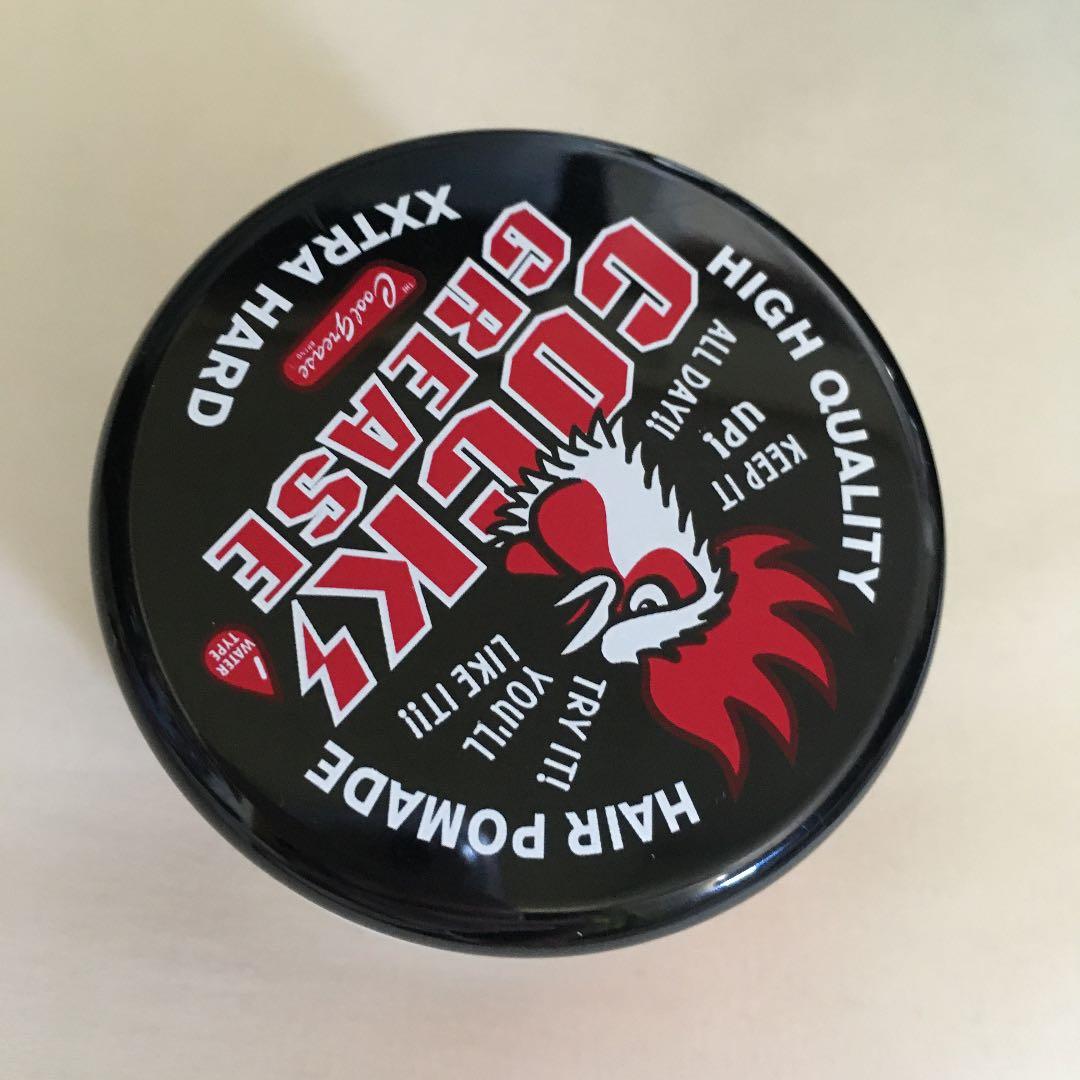 HIGH QUALITY
HAIR POMADE
KEEP IT
UP!
ALL DAY!!
TRY IT!
YOU'LL
LIKE IT!!
COCK
GREASE
THE
Cool Grease
BRAND
WATER
TYPE
XXTRA HARD